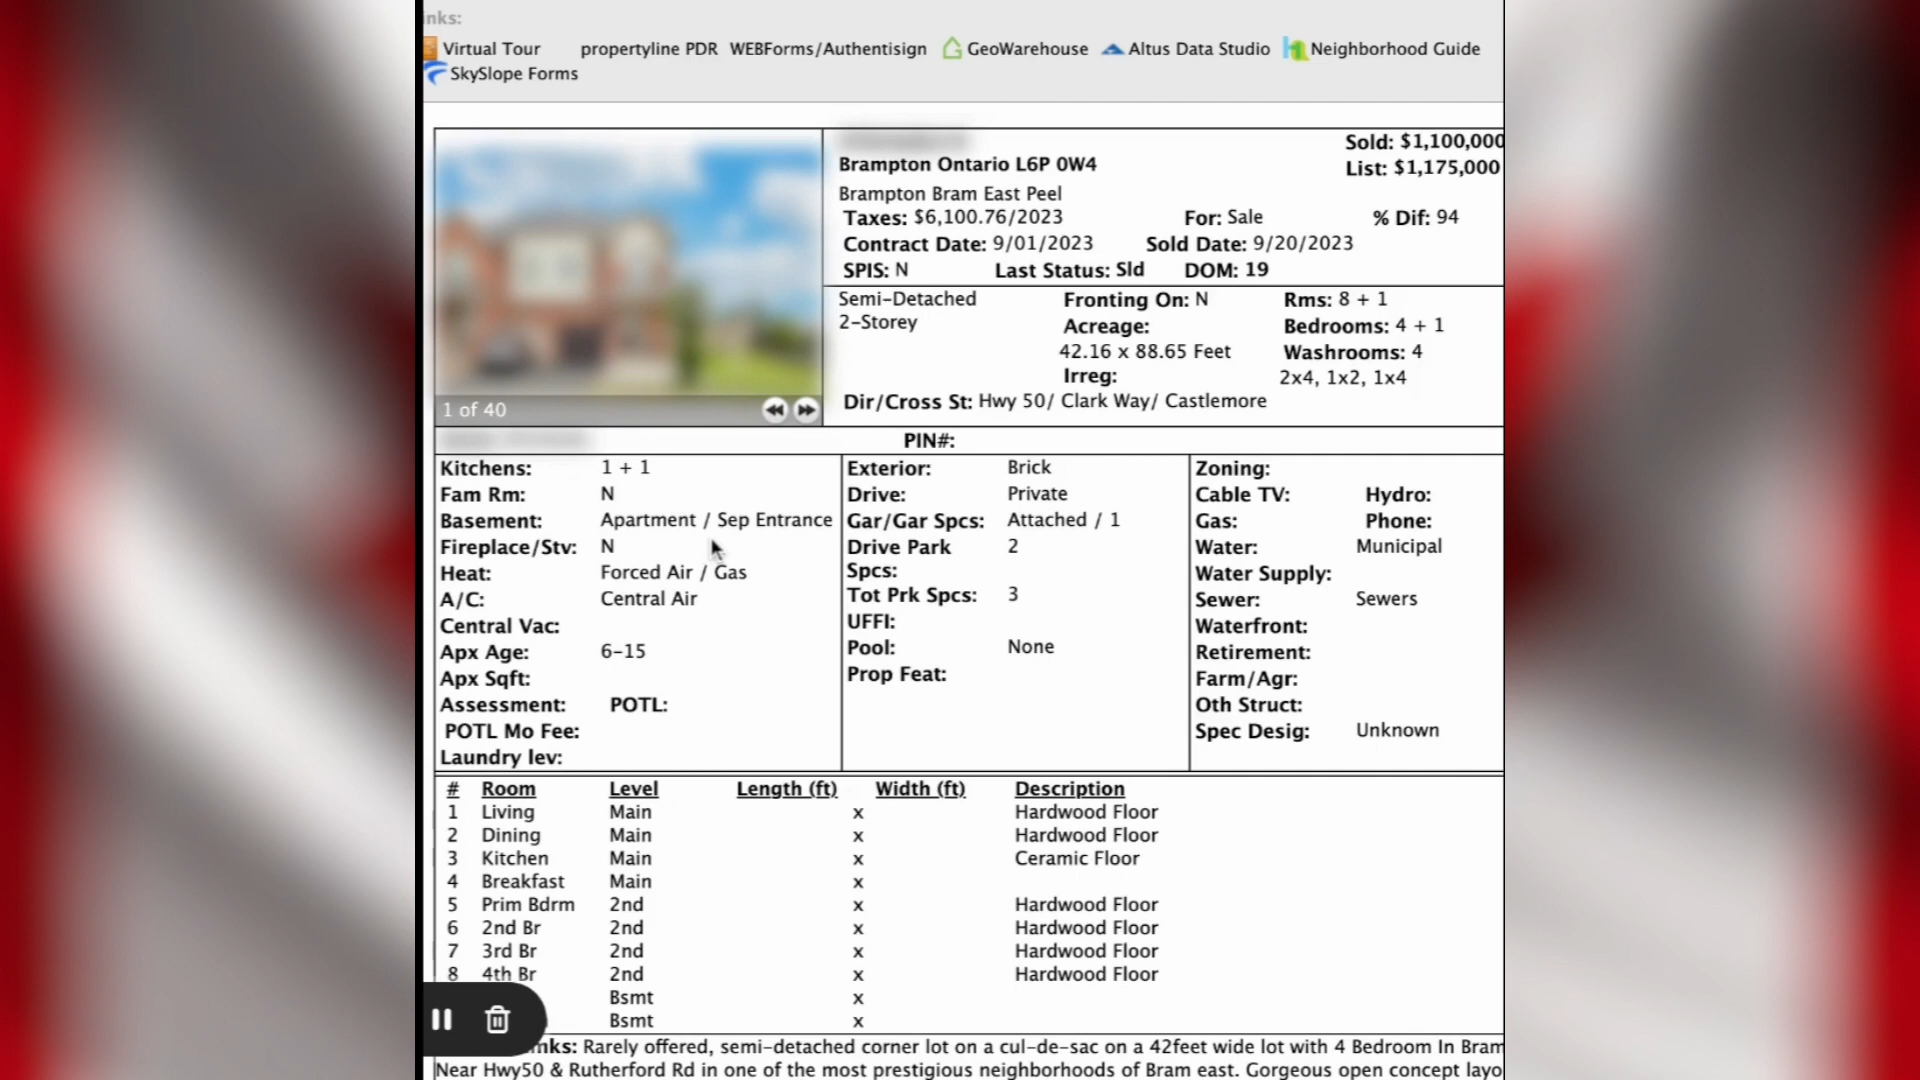 inks:
Virtual Tour propertyline PDR WEBForms/Authentisign GeoWarehouse Altus Data Studio Neighborhood Guide
SkySlope Forms
Sold: $1,100,000
Brampton Ontario L6P 0W4 List: $1,175,000
Brampton Bram East Peel
Taxes: $6,100.76/2023 For: Sale % Dif: 94
Contract Date: 9/01/2023 Sold Date: 9/20/2023
SPIS: N Last Status: Sld DOM: 19
Semi-Detached Fronting On: N Rms: 8 + 1
2-Storey Acreage: Bedrooms: 4 + 1
42.16 x 88.65 Feet Washrooms: 4
Irreg: 2x4, 1x2, 1x4
Dir/Cross St: Hwy 50/ Clark Way/ Castlemore
1 of 40
PIN#:
Kitchens: 1 + 1 Exterior: Brick Zoning:
Fam Rm: N Drive: Private Cable TV: Hydro:
Basement: Apartment / Sep Entrance Gar/Gar Spcs: Attached / 1 Gas: Phone:
Fireplace/Stv: N Drive Park 2 Water: Municipal
Heat: Forced Air / Gas Spcs: Water Supply:
A/C: Central Air Tot Prk Spcs: 3 Sewer: Sewers
Central Vac: UFFI: Waterfront:
Apx Age: 6-15 Pool: None Retirement:
Apx Sqft: Prop Feat: Farm/Agr:
Assessment: POTL: Oth Struct:
POTL Mo Fee: Spec Desig: Unknown
Laundry lev:
# Room Level Length (ft) Width (ft) Description
1 Living Main x Hardwood Floor
2 Dining Main x Hardwood Floor
3 Kitchen Main x Ceramic Floor
4 Breakfast Main x
5 Prim Bdrm 2nd x Hardwood Floor
6 2nd Br 2nd x Hardwood Floor
7 3rd Br 2nd x Hardwood Floor
8 4th Br 2nd x Hardwood Floor
Bsmt x
Bsmt x
nks: Rarely offered, semi-detached corner lot on a cul-de-sac on a 42feet wide lot with 4 Bedroom In Bram
Near Hwy50 & Rutherford Rd in one of the most prestigious neighborhoods of Bram east. Gorgeous open concept layo